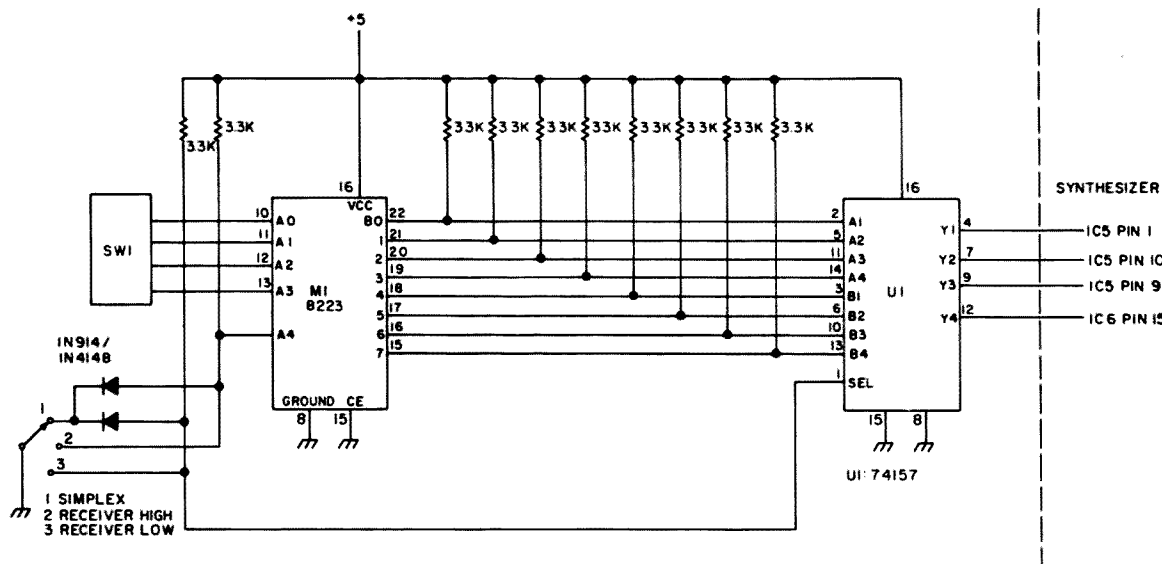 +5
3.3K
3.3K
3.3K 3.3K 3.3K 3.3K 3.3K 3.3K 3.3K 3.3K
SW1
10 A0
11 A1
12 A2
13 A3
A4
16
VCC
M1
8223
B0 22
1 21
2 20
3 19
4 18
5 17
6 16
7 15
GROUND CE
8 15
2 A1
5 A2
11 A3
14 A4
3 B1
6 B2
10 B3
13 B4
1 SEL
16
U1
Y1 4
Y2 7
Y3 9
Y4 12
15 8
U1: 74157
SYNTHESIZER
IC5 PIN 1
IC5 PIN 10
IC5 PIN 9
IC6 PIN 15
1N914/
1N4148
1
2
3
1 SIMPLEX
2 RECEIVER HIGH
3 RECEIVER LOW